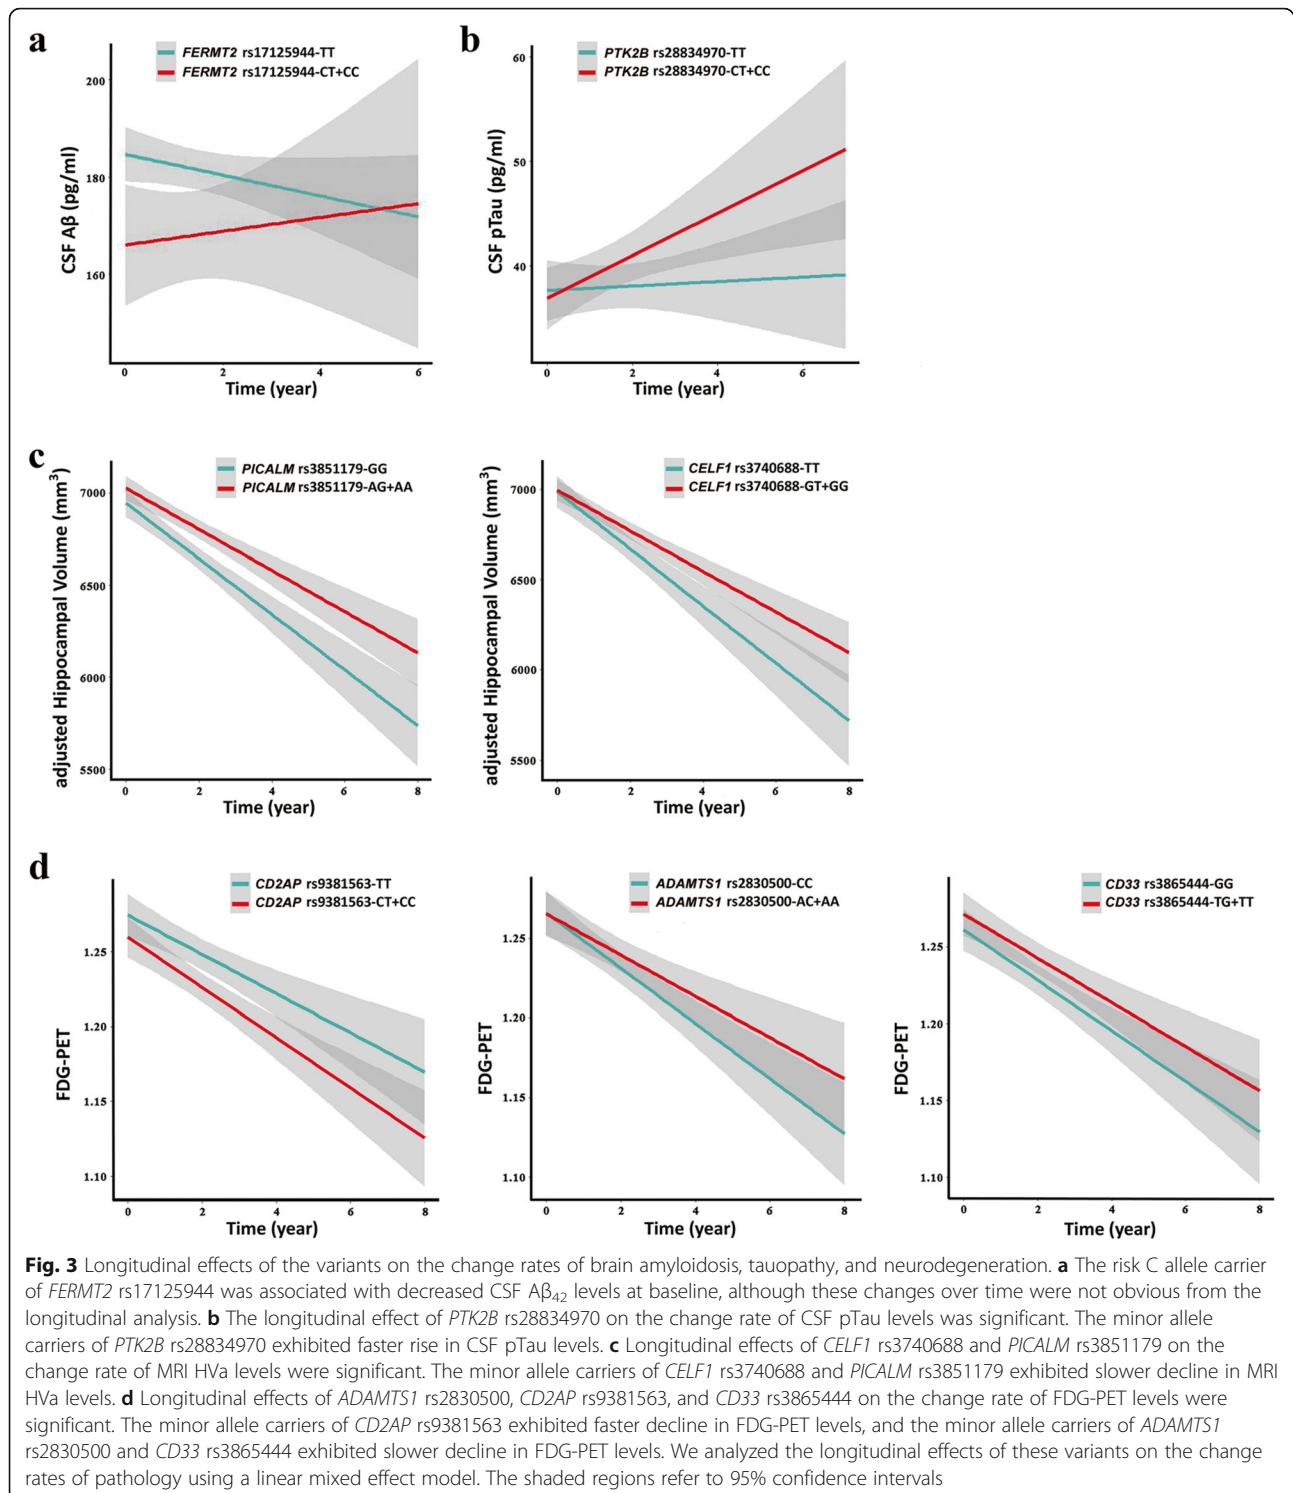 a
FERMT2 rs17125944-TT
FERMT2 rs17125944-CT+CC
200
180
160
CSF Aβ (pg/ml)
0 2 4 6
Time (year)
b
PTK2B rs28834970-TT
PTK2B rs28834970-CT+CC
60
50
40
CSF pTau (pg/ml)
0 2 4 6
Time (year)
c
PICALM rs3851179-GG
PICALM rs3851179-AG+AA
7000
6500
6000
5500
adjusted Hippocampal Volume (mm³)
0 2 4 6 8
Time (year)
CELF1 rs3740688-TT
CELF1 rs3740688-GT+GG
7000
6500
6000
5500
adjusted Hippocampal Volume (mm³)
0 2 4 6 8
Time (year)
d
CD2AP rs9381563-TT
CD2AP rs9381563-CT+CC
1.25
1.20
1.15
1.10
FDG-PET
0 2 4 6 8
Time (year)
ADAMTS1 rs2830500-CC
ADAMTS1 rs2830500-AC+AA
1.25
1.20
1.15
1.10
FDG-PET
0 2 4 6 8
Time (year)
CD33 rs3865444-GG
CD33 rs3865444-TG+TT
1.25
1.20
1.15
1.10
FDG-PET
0 2 4 6 8
Time (year)
Fig. 3 Longitudinal effects of the variants on the change rates of brain amyloidosis, tauopathy, and neurodegeneration. a The risk C allele carrier
of FERMT2 rs17125944 was associated with decreased CSF Aβ42 levels at baseline, although these changes over time were not obvious from the
longitudinal analysis. b The longitudinal effect of PTK2B rs28834970 on the change rate of CSF pTau levels was significant. The minor allele
carriers of PTK2B rs28834970 exhibited faster rise in CSF pTau levels. c Longitudinal effects of CELF1 rs3740688 and PICALM rs3851179 on the
change rate of MRI HVa levels were significant. The minor allele carriers of CELF1 rs3740688 and PICALM rs3851179 exhibited slower decline in MRI
HVa levels. d Longitudinal effects of ADAMTS1 rs2830500, CD2AP rs9381563, and CD33 rs3865444 on the change rate of FDG-PET levels were
significant. The minor allele carriers of CD2AP rs9381563 exhibited faster decline in FDG-PET levels, and the minor allele carriers of ADAMTS1
rs2830500 and CD33 rs3865444 exhibited slower decline in FDG-PET levels. We analyzed the longitudinal effects of these variants on the change
rates of pathology using a linear mixed effect model. The shaded regions refer to 95% confidence intervals